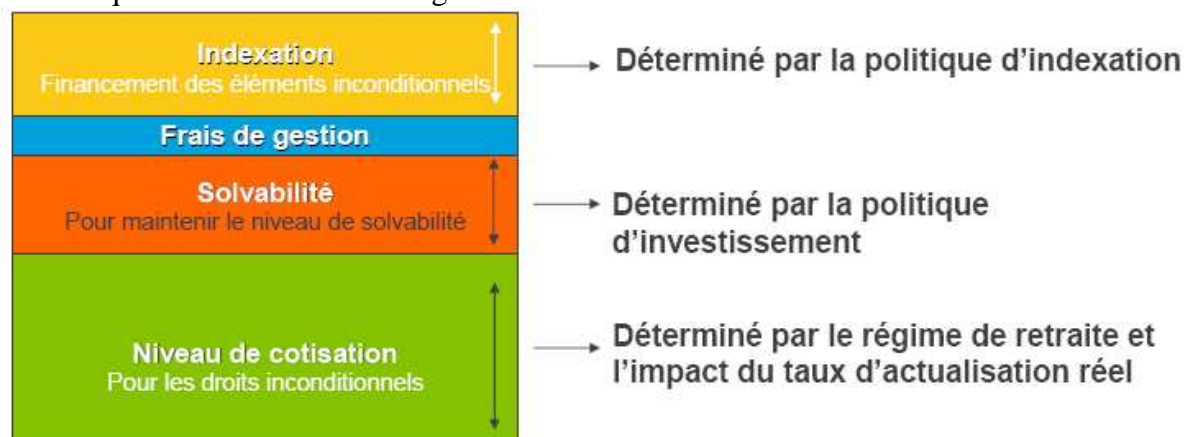 Indexation
Financement des éléments inconditionnels
Déterminé par la politique d'indexation
Frais de gestion
Solvabilité
Pour maintenir le niveau de solvabilité
Déterminé par la politique
d'investissement
Niveau de cotisation
Pour les droits inconditionnels
Déterminé par le régime de retraite et
l'impact du taux d'actualisation réel